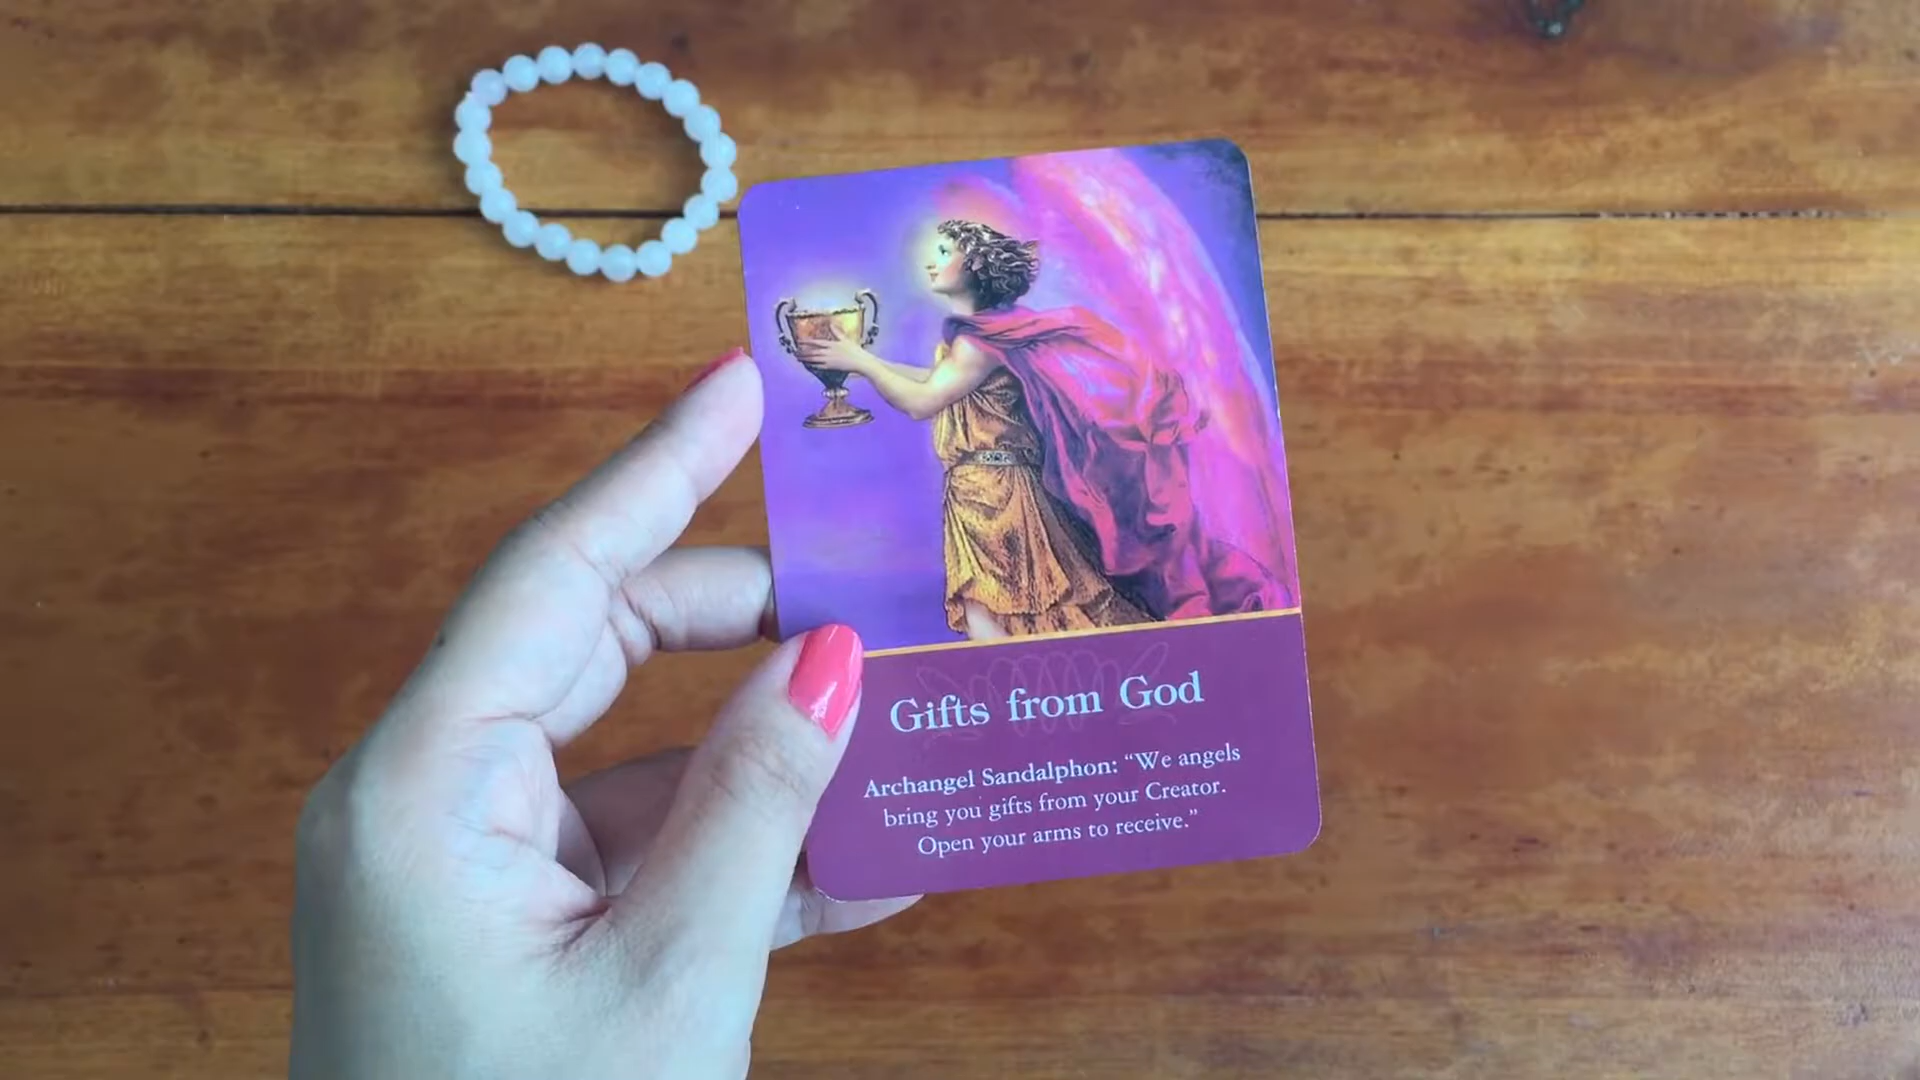 Gifts from God
Archangel Sandalphon: “We angels
bring you gifts from your Creator.
Open your arms to receive.”